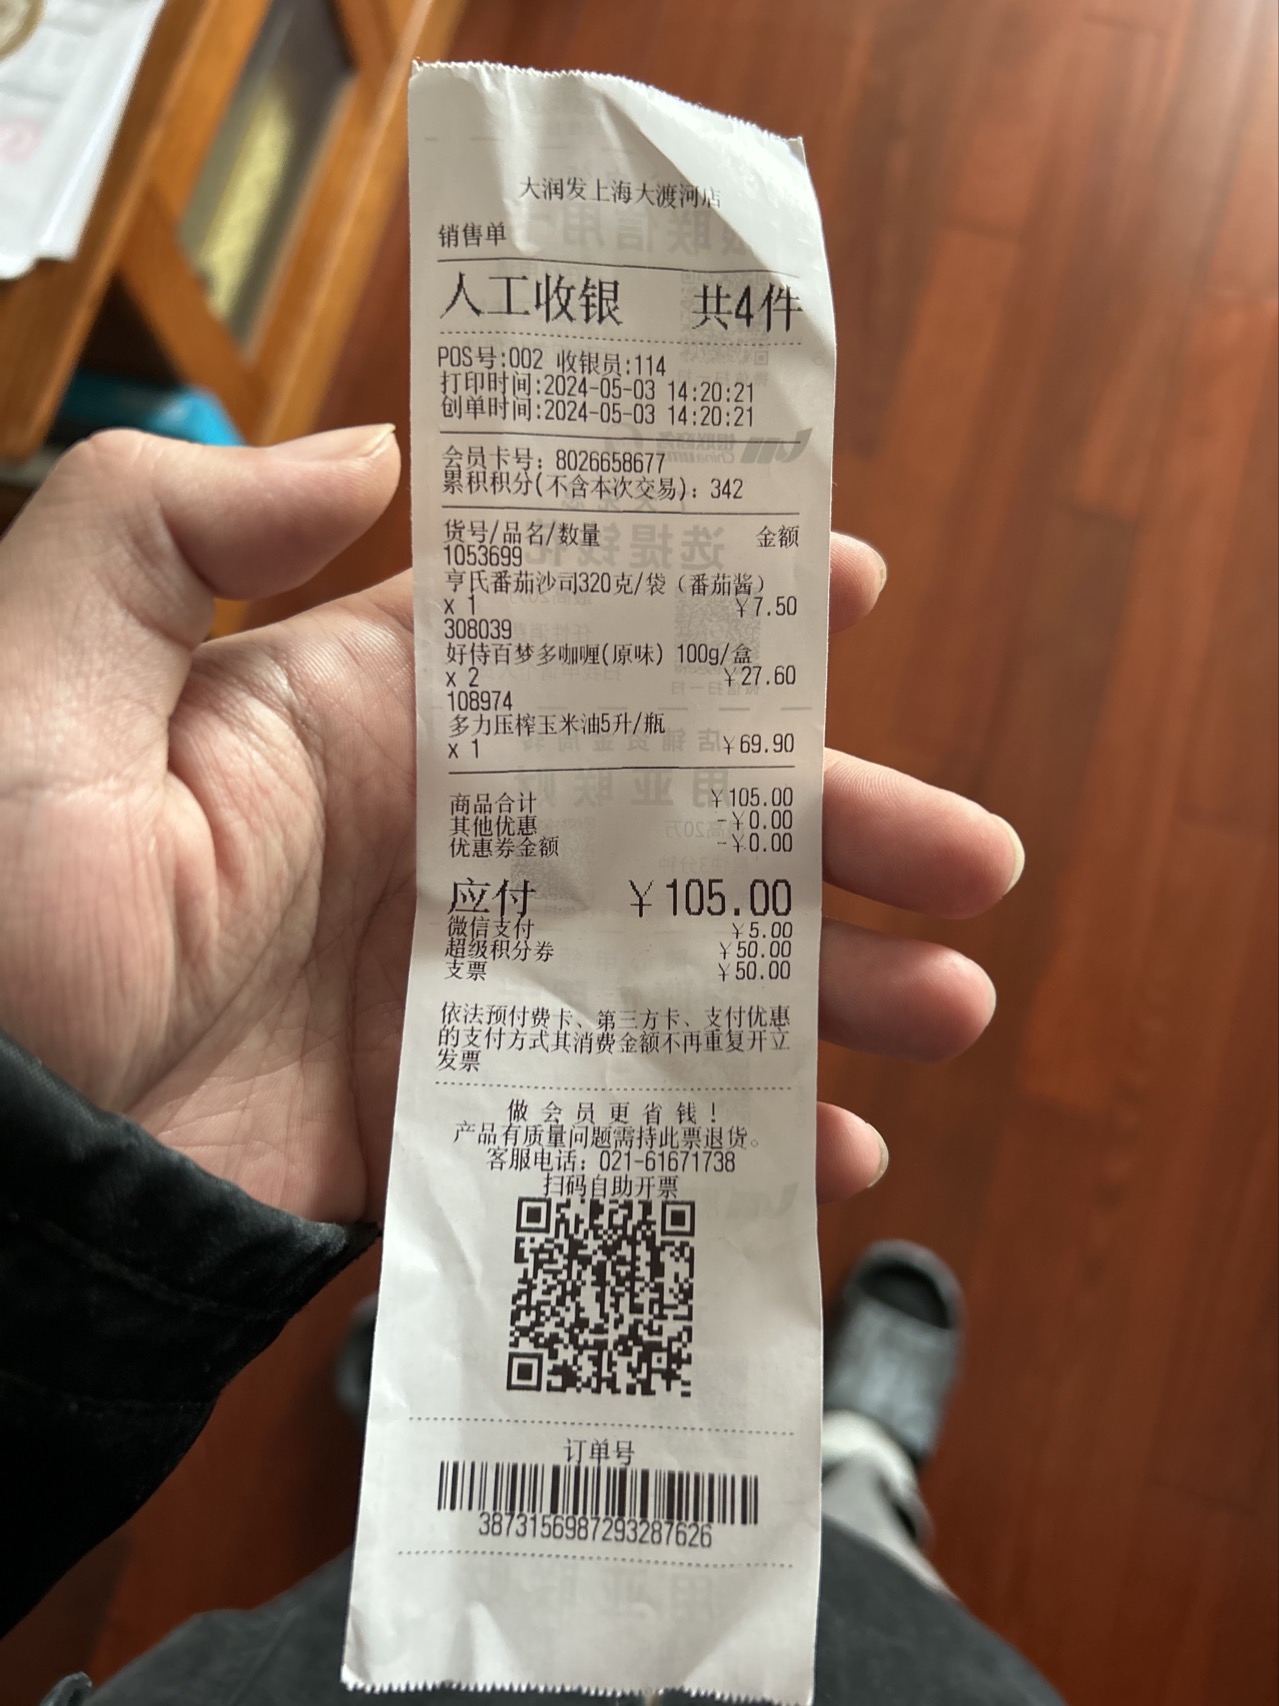 大润发上海大渡河店
销售单
人工收银 共4件
POS号:002 收银员:114
打印时间:2024-05-03 14:20:21
创单时间:2024-05-03 14:20:21
会员卡号: 8026658677
累积积分(不含本次交易): 342
货号/品名/数量 金额
1053699
亨氏番茄沙司320克/袋（番茄酱）
x 1 ￥7.50
308039
好侍百梦多咖喱(原味) 100g/盒
x 2 ￥27.60
108974
多力压榨玉米油5升/瓶
x 1 ￥69.90
商品合计 ￥105.00
其他优惠 -￥0.00
优惠券金额 -￥0.00
应付 ￥105.00
微信支付 ￥5.00
超级积分券 ￥50.00
支票 ￥50.00
依法预付费卡、第三方卡、支付优惠
的支付方式其消费金额不再重复开立
发票
做会员更省钱！
产品有质量问题需持此票退货。
客服电话: 021-61671738
扫码自助开票
订单号
3873156987293287626